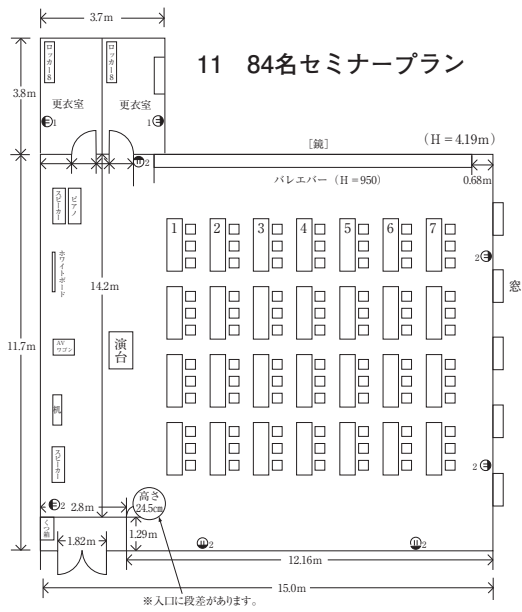 3.7m
11　84名セミナープラン
ロッカー8
ロッカー8
3.8m
更衣室
更衣室
1
1
[鏡]
(H＝4.19m)
2
バレエバー（H＝950）
0.68m
スピーカー
ピアノ
1 2 3 4 5 6 7
2
ホワイトボード
窓
14.2m
11.7m
AVワゴン
演台
机
スピーカー
2
2
2.8m
高さ
24.5㎝
くつ箱
1.82m
1.29m
2
2
12.16m
15.0m
※入口に段差があります。